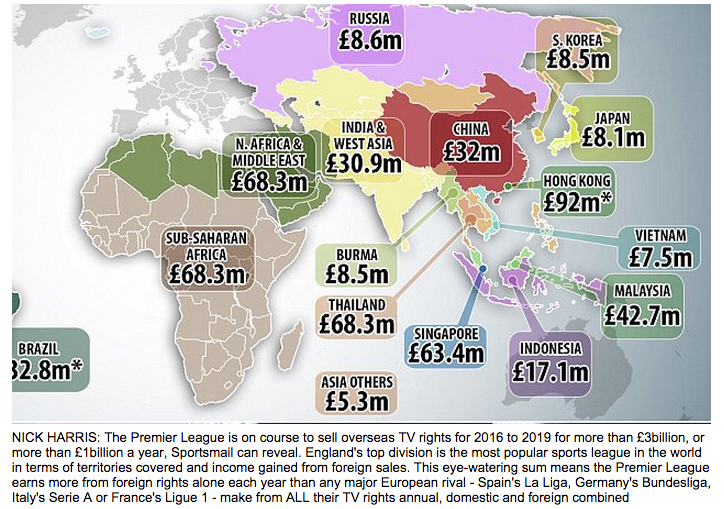 RUSSIA
£8.6m
S. KOREA
£8.5m
JAPAN
£8.1m
N. AFRICA &
MIDDLE EAST
£68.3m
INDIA &
WEST ASIA
£30.9m
CHINA
£32m
HONG KONG
£92m*
SUB-SAHARAN
AFRICA
£68.3m
BURMA
£8.5m
VIETNAM
£7.5m
THAILAND
£68.3m
MALAYSIA
£42.7m
SINGAPORE
£63.4m
INDONESIA
£17.1m
BRAZIL
2.8m*
ASIA OTHERS
£5.3m
NICK HARRIS: The Premier League is on course to sell overseas TV rights for 2016 to 2019 for more than £3billion, or
more than £1billion a year, Sportsmail can reveal. England's top division is the most popular sports league in the world
in terms of territories covered and income gained from foreign sales. This eye-watering sum means the Premier League
earns more from foreign rights alone each year than any major European rival - Spain's La Liga, Germany's Bundesliga,
Italy's Serie A or France's Ligue 1 - make from ALL their TV rights annual, domestic and foreign combined